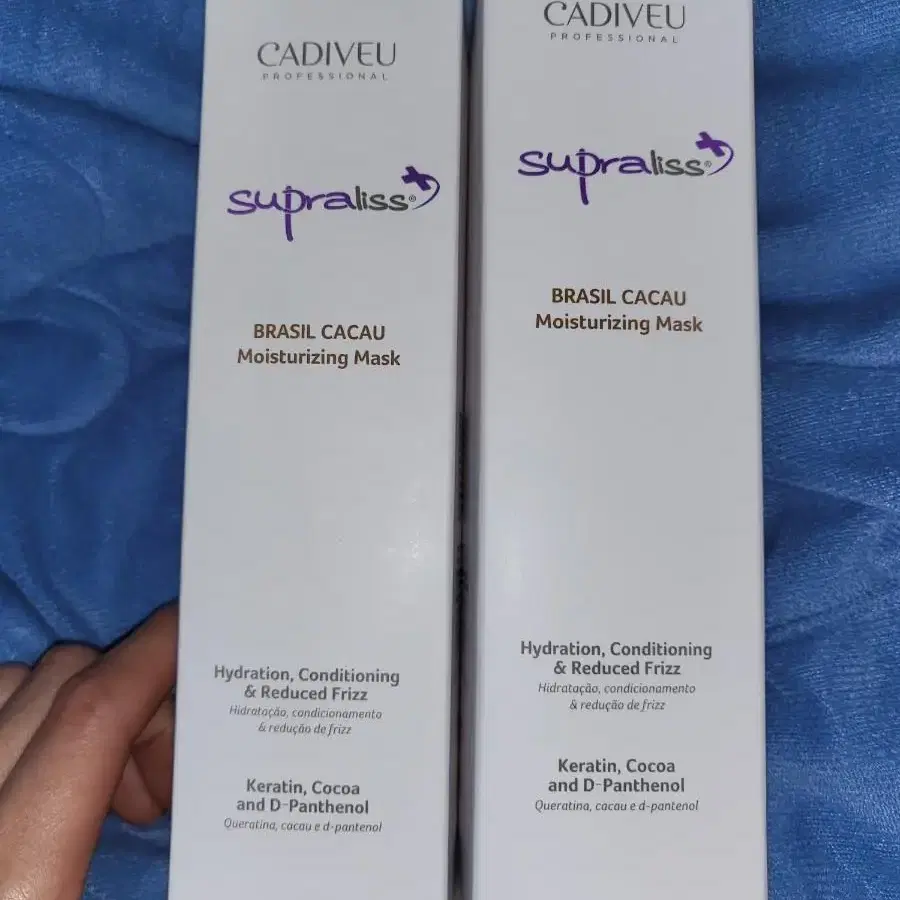 CADIVEU
PROFESSIONAL
supraliss®
BRASIL CACAU
Moisturizing Mask
Hydration, Conditioning
& Reduced Frizz
Hidratação, condicionamento
& redução de frizz
Keratin, Cocoa
and D-Panthenol
Queratina, cacau e d-pantenol
CADIVEU
PROFESSIONAL
supraliss®
BRASIL CACAU
Moisturizing Mask
Hydration, Conditioning
& Reduced Frizz
Hidratação, condicionamento
& redução de frizz
Keratin, Cocoa
and D-Panthenol
Queratina, cacau e d-pantenol